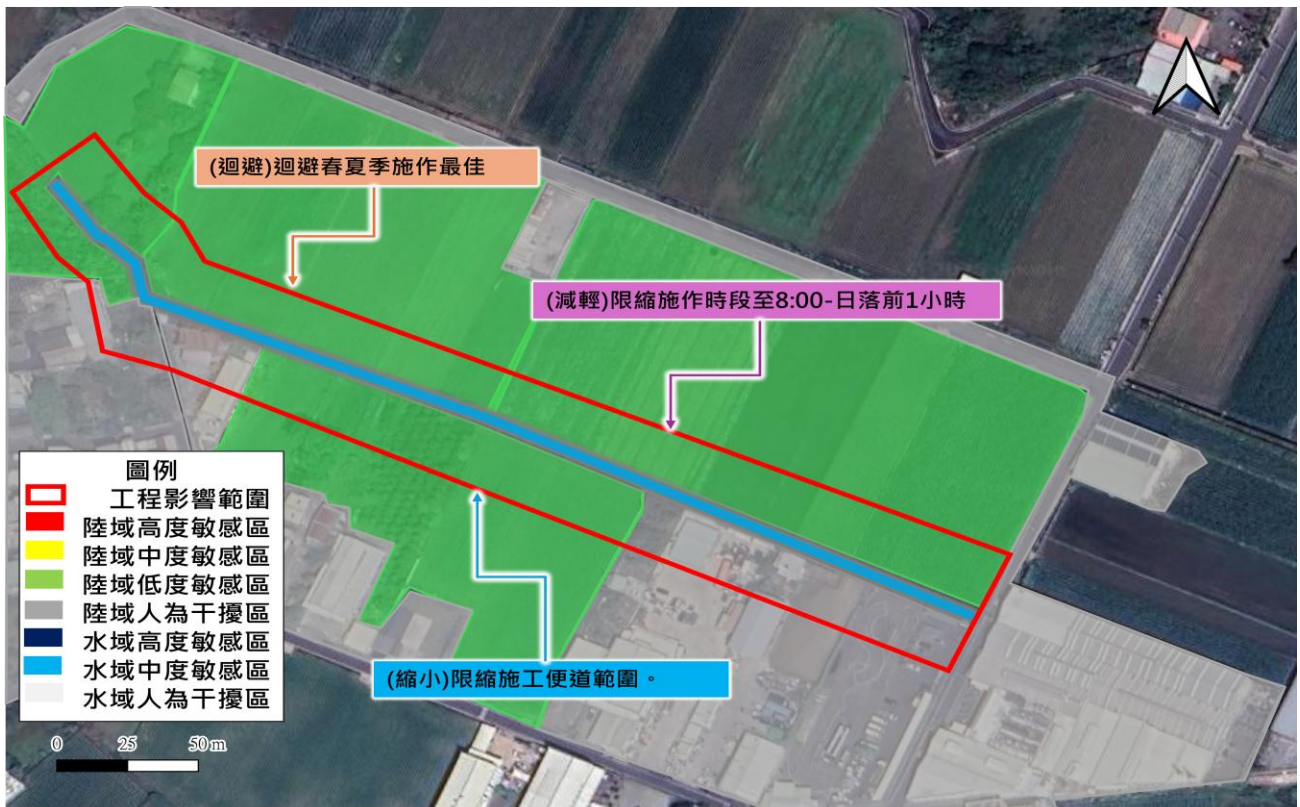 (迴避)迴避春夏季施作最佳
(減輕)限縮施作時段至8:00-日落前1小時
(縮小)限縮施工便道範圍。
圖例
工程影響範圍
陸域高度敏感區
陸域中度敏感區
陸域低度敏感區
陸域人為干擾區
水域高度敏感區
水域中度敏感區
水域人為干擾區
0 25 50 m